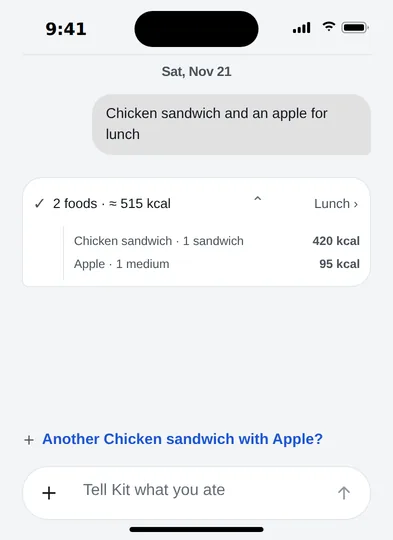 9:41
Sat, Nov 21
Chicken sandwich and an apple for
lunch
✓ 2 foods · ≈ 515 kcal ^ Lunch ›
Chicken sandwich · 1 sandwich 420 kcal
Apple · 1 medium 95 kcal
+ Another Chicken sandwich with Apple?
+ Tell Kit what you ate ↑